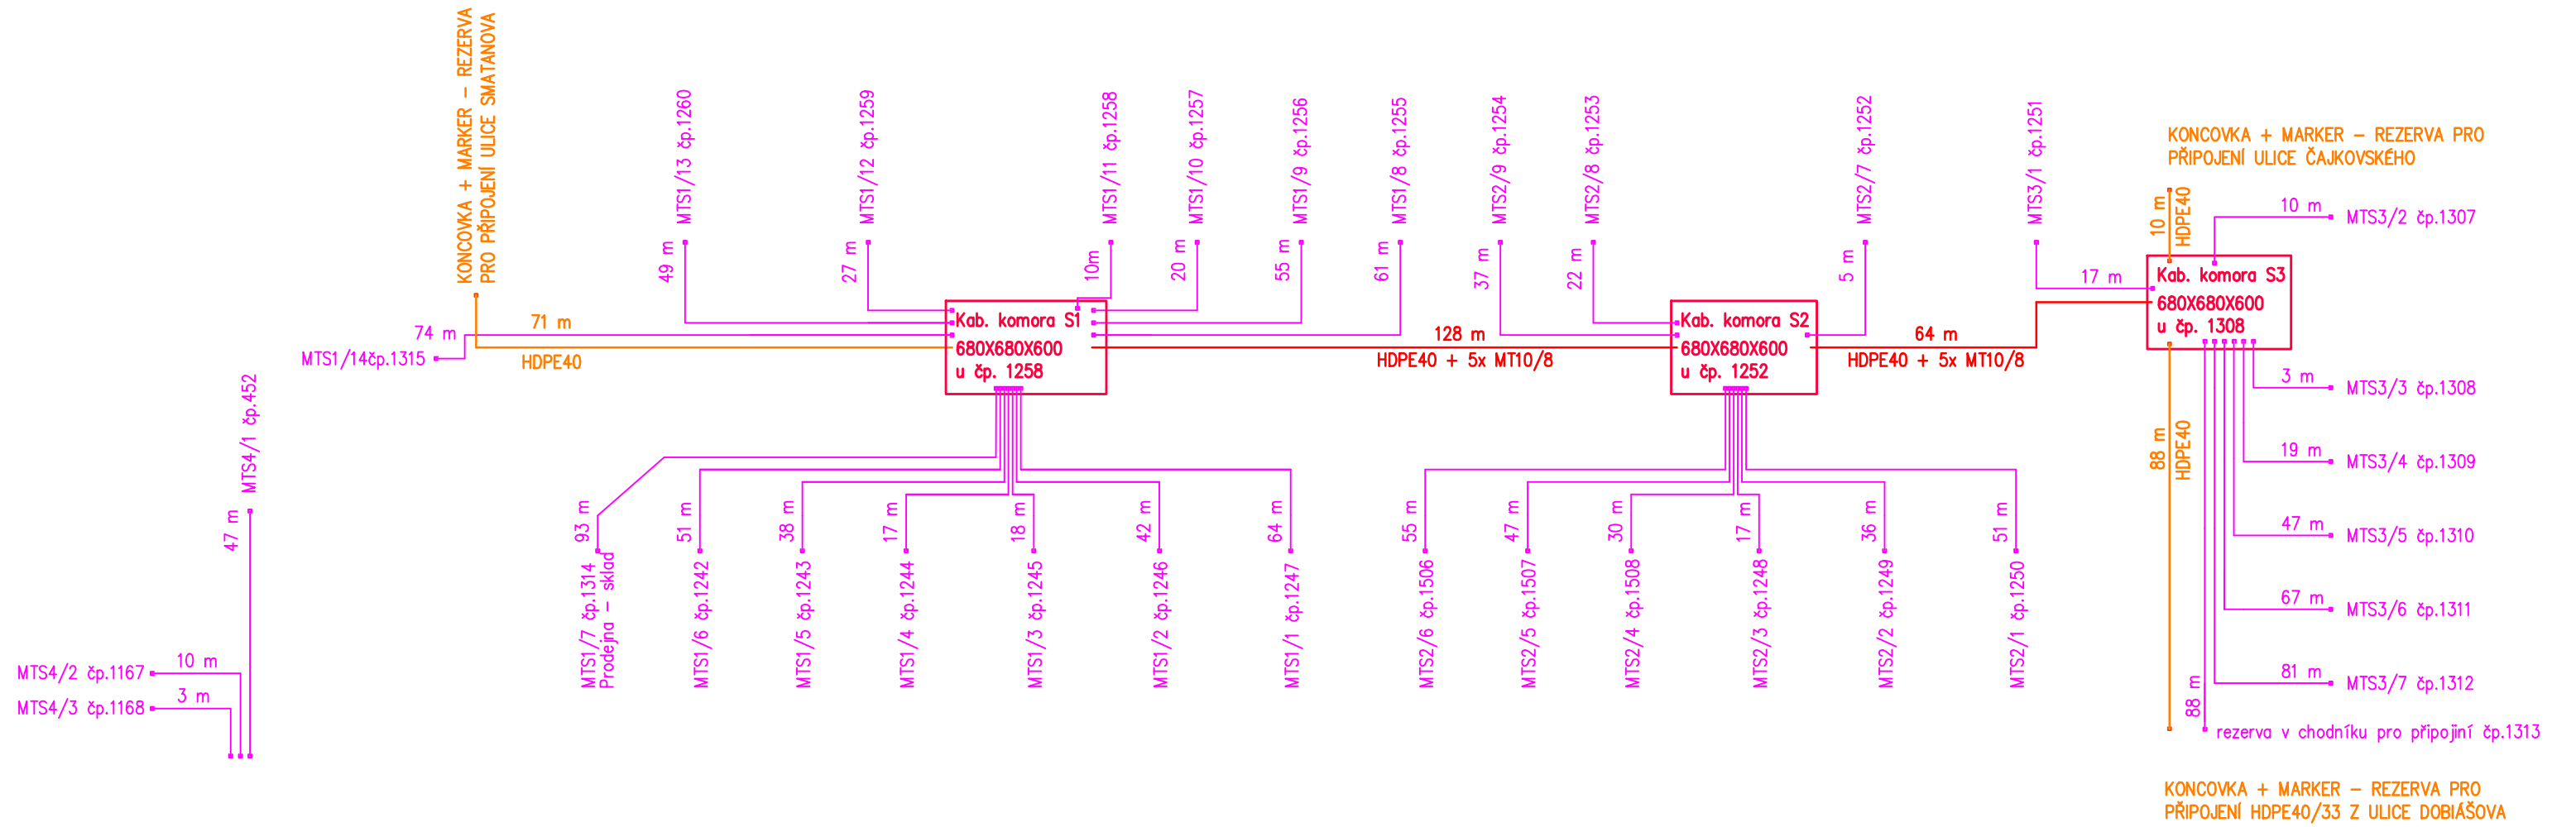 KONCOVKA + MARKER - REZERVA
PRO PŘIPOJENÍ ULICE SMATANOVA
MTS1/13 čp.1260
49 m
MTS1/12 čp.1259
27 m
MTS1/11 čp.1258
10m
MTS1/10 čp.1257
20 m
MTS1/9 čp.1256
55 m
MTS1/8 čp.1255
61 m
MTS2/9 čp.1254
37 m
MTS2/8 čp.1253
22 m
MTS2/7 čp.1252
5 m
MTS3/1 čp.1251
17 m
KONCOVKA + MARKER - REZERVA PRO
PŘIPOJENÍ ULICE ČAJKOVSKÉHO
10 m
HDPE40
10 m
MTS3/2 čp.1307
74 m
MTS1/14čp.1315
71 m
HDPE40
Kab. komora S1
680X680X600
u čp. 1258
128 m
HDPE40 + 5x MT10/8
Kab. komora S2
680X680X600
u čp. 1252
64 m
HDPE40 + 5x MT10/8
Kab. komora S3
680X680X600
u čp. 1308
3 m
MTS3/3 čp.1308
19 m
MTS3/4 čp.1309
47 m
MTS3/5 čp.1310
67 m
MTS3/6 čp.1311
81 m
MTS3/7 čp.1312
88 m
HDPE40
88 m
rezerva v chodníku pro připojiní čp.1313
KONCOVKA + MARKER - REZERVA PRO
PŘIPOJENÍ HDPE40/33 Z ULICE DOBIÁŠOVA
MTS4/1 čp.452
47 m
MTS4/2 čp.1167
10 m
MTS4/3 čp.1168
3 m
93 m
MTS1/7 čp.1314
Prodejna - sklad
51 m
MTS1/6 čp.1242
38 m
MTS1/5 čp.1243
17 m
MTS1/4 čp.1244
18 m
MTS1/3 čp.1245
42 m
MTS1/2 čp.1246
64 m
MTS1/1 čp.1247
55 m
MTS2/6 čp.1506
47 m
MTS2/5 čp.1507
30 m
MTS2/4 čp.1508
17 m
MTS2/3 čp.1248
36 m
MTS2/2 čp.1249
51 m
MTS2/1 čp.1250